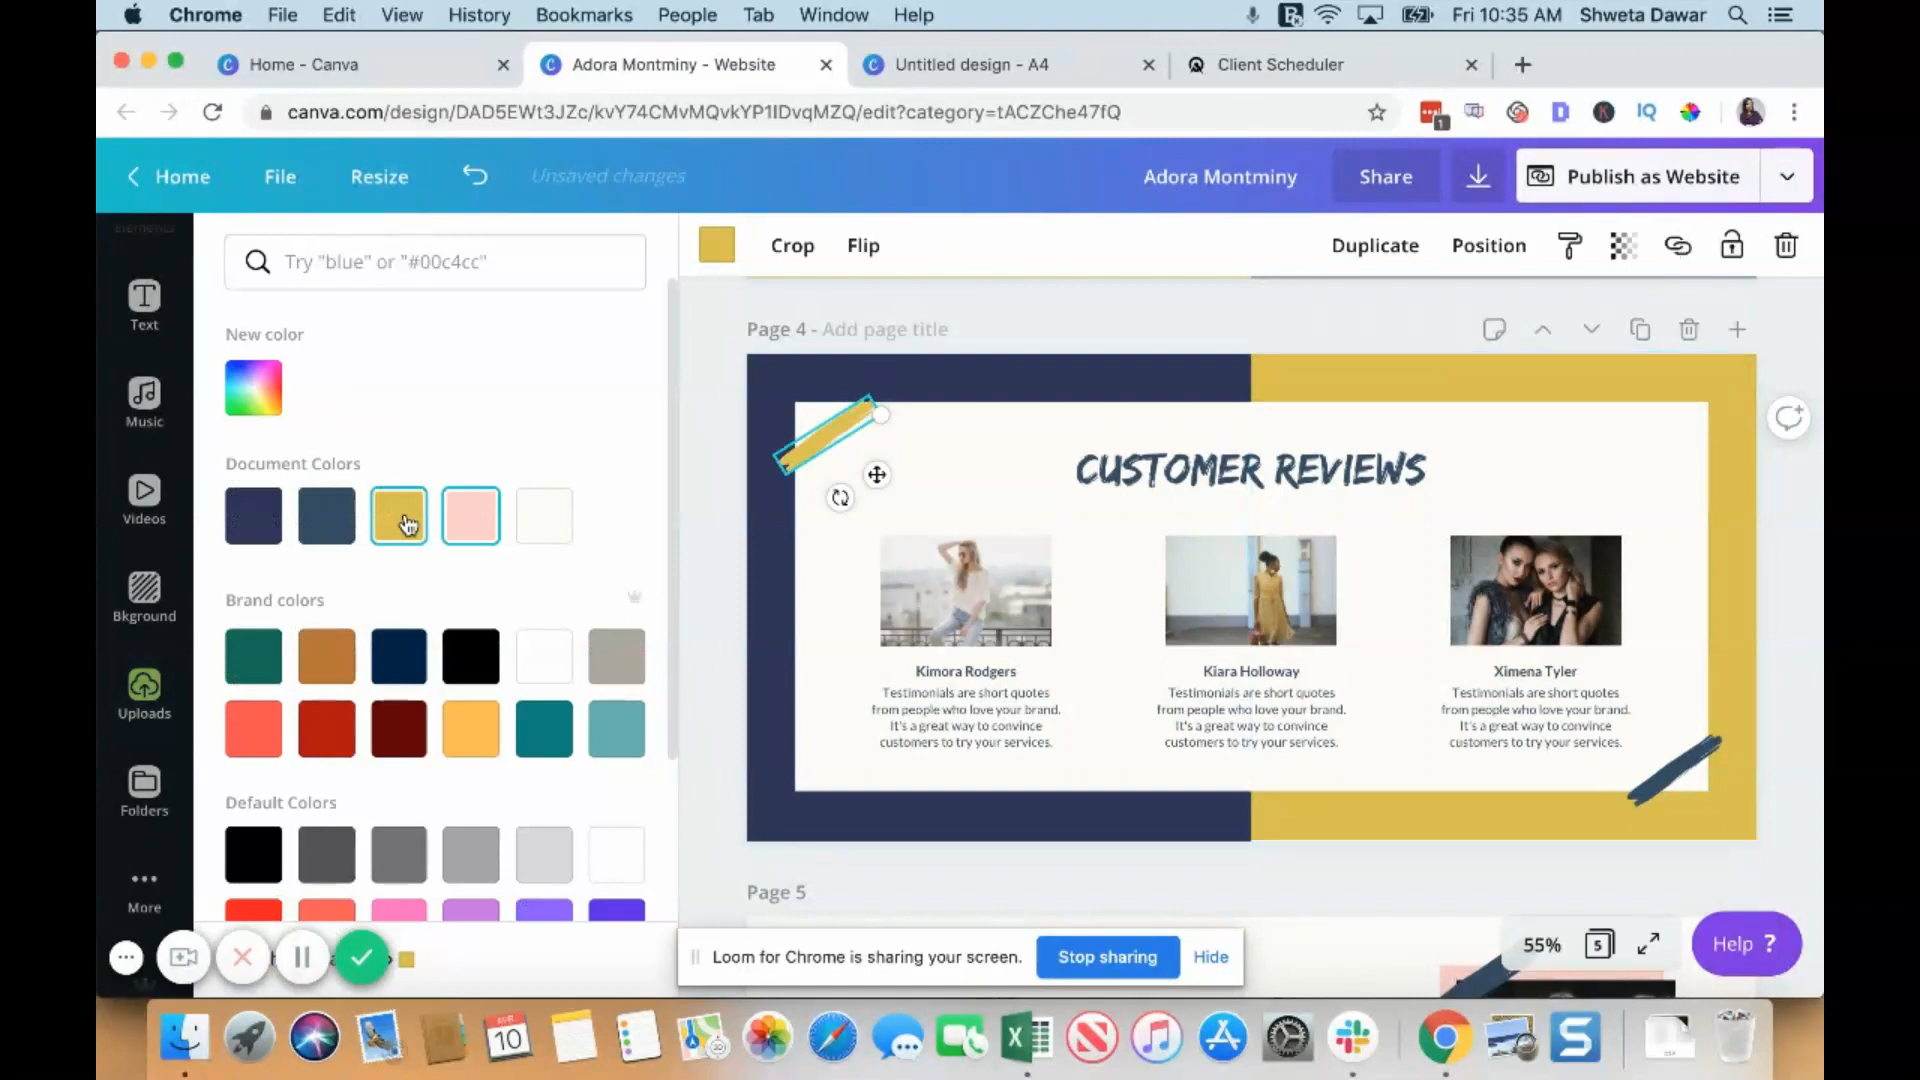 Chrome File Edit View History Bookmarks People Tab Window Help Fri 10:35 AM Shweta Dawar
Home - Canva
Adora Montminy - Website
Untitled design - A4
Client Scheduler
canva.com/design/DAD5EWt3JZc/kvY74CMvMQvkYP1IDvqMZQ/edit?category=tACZChe47fQ
1
IQ
Home File Resize Unsaved changes Adora Montminy Share Publish as Website
Elements
Text
Music
Videos
Bkground
Uploads
Folders
More
Try "blue" or "#00c4cc"
New color
Document Colors
Brand colors
Default Colors
Crop Flip Duplicate Position
Page 4 - Add page title
CUSTOMER REVIEWS
Kimora Rodgers
Testimonials are short quotes
from people who love your brand.
It's a great way to convince
customers to try your services.
Kiara Holloway
Testimonials are short quotes
from people who love your brand.
It's a great way to convince
customers to try your services.
Ximena Tyler
Testimonials are short quotes
from people who love your brand.
It's a great way to convince
customers to try your services.
Page 5
Loom for Chrome is sharing your screen. Stop sharing Hide
55% 5
Help ?
APR
10